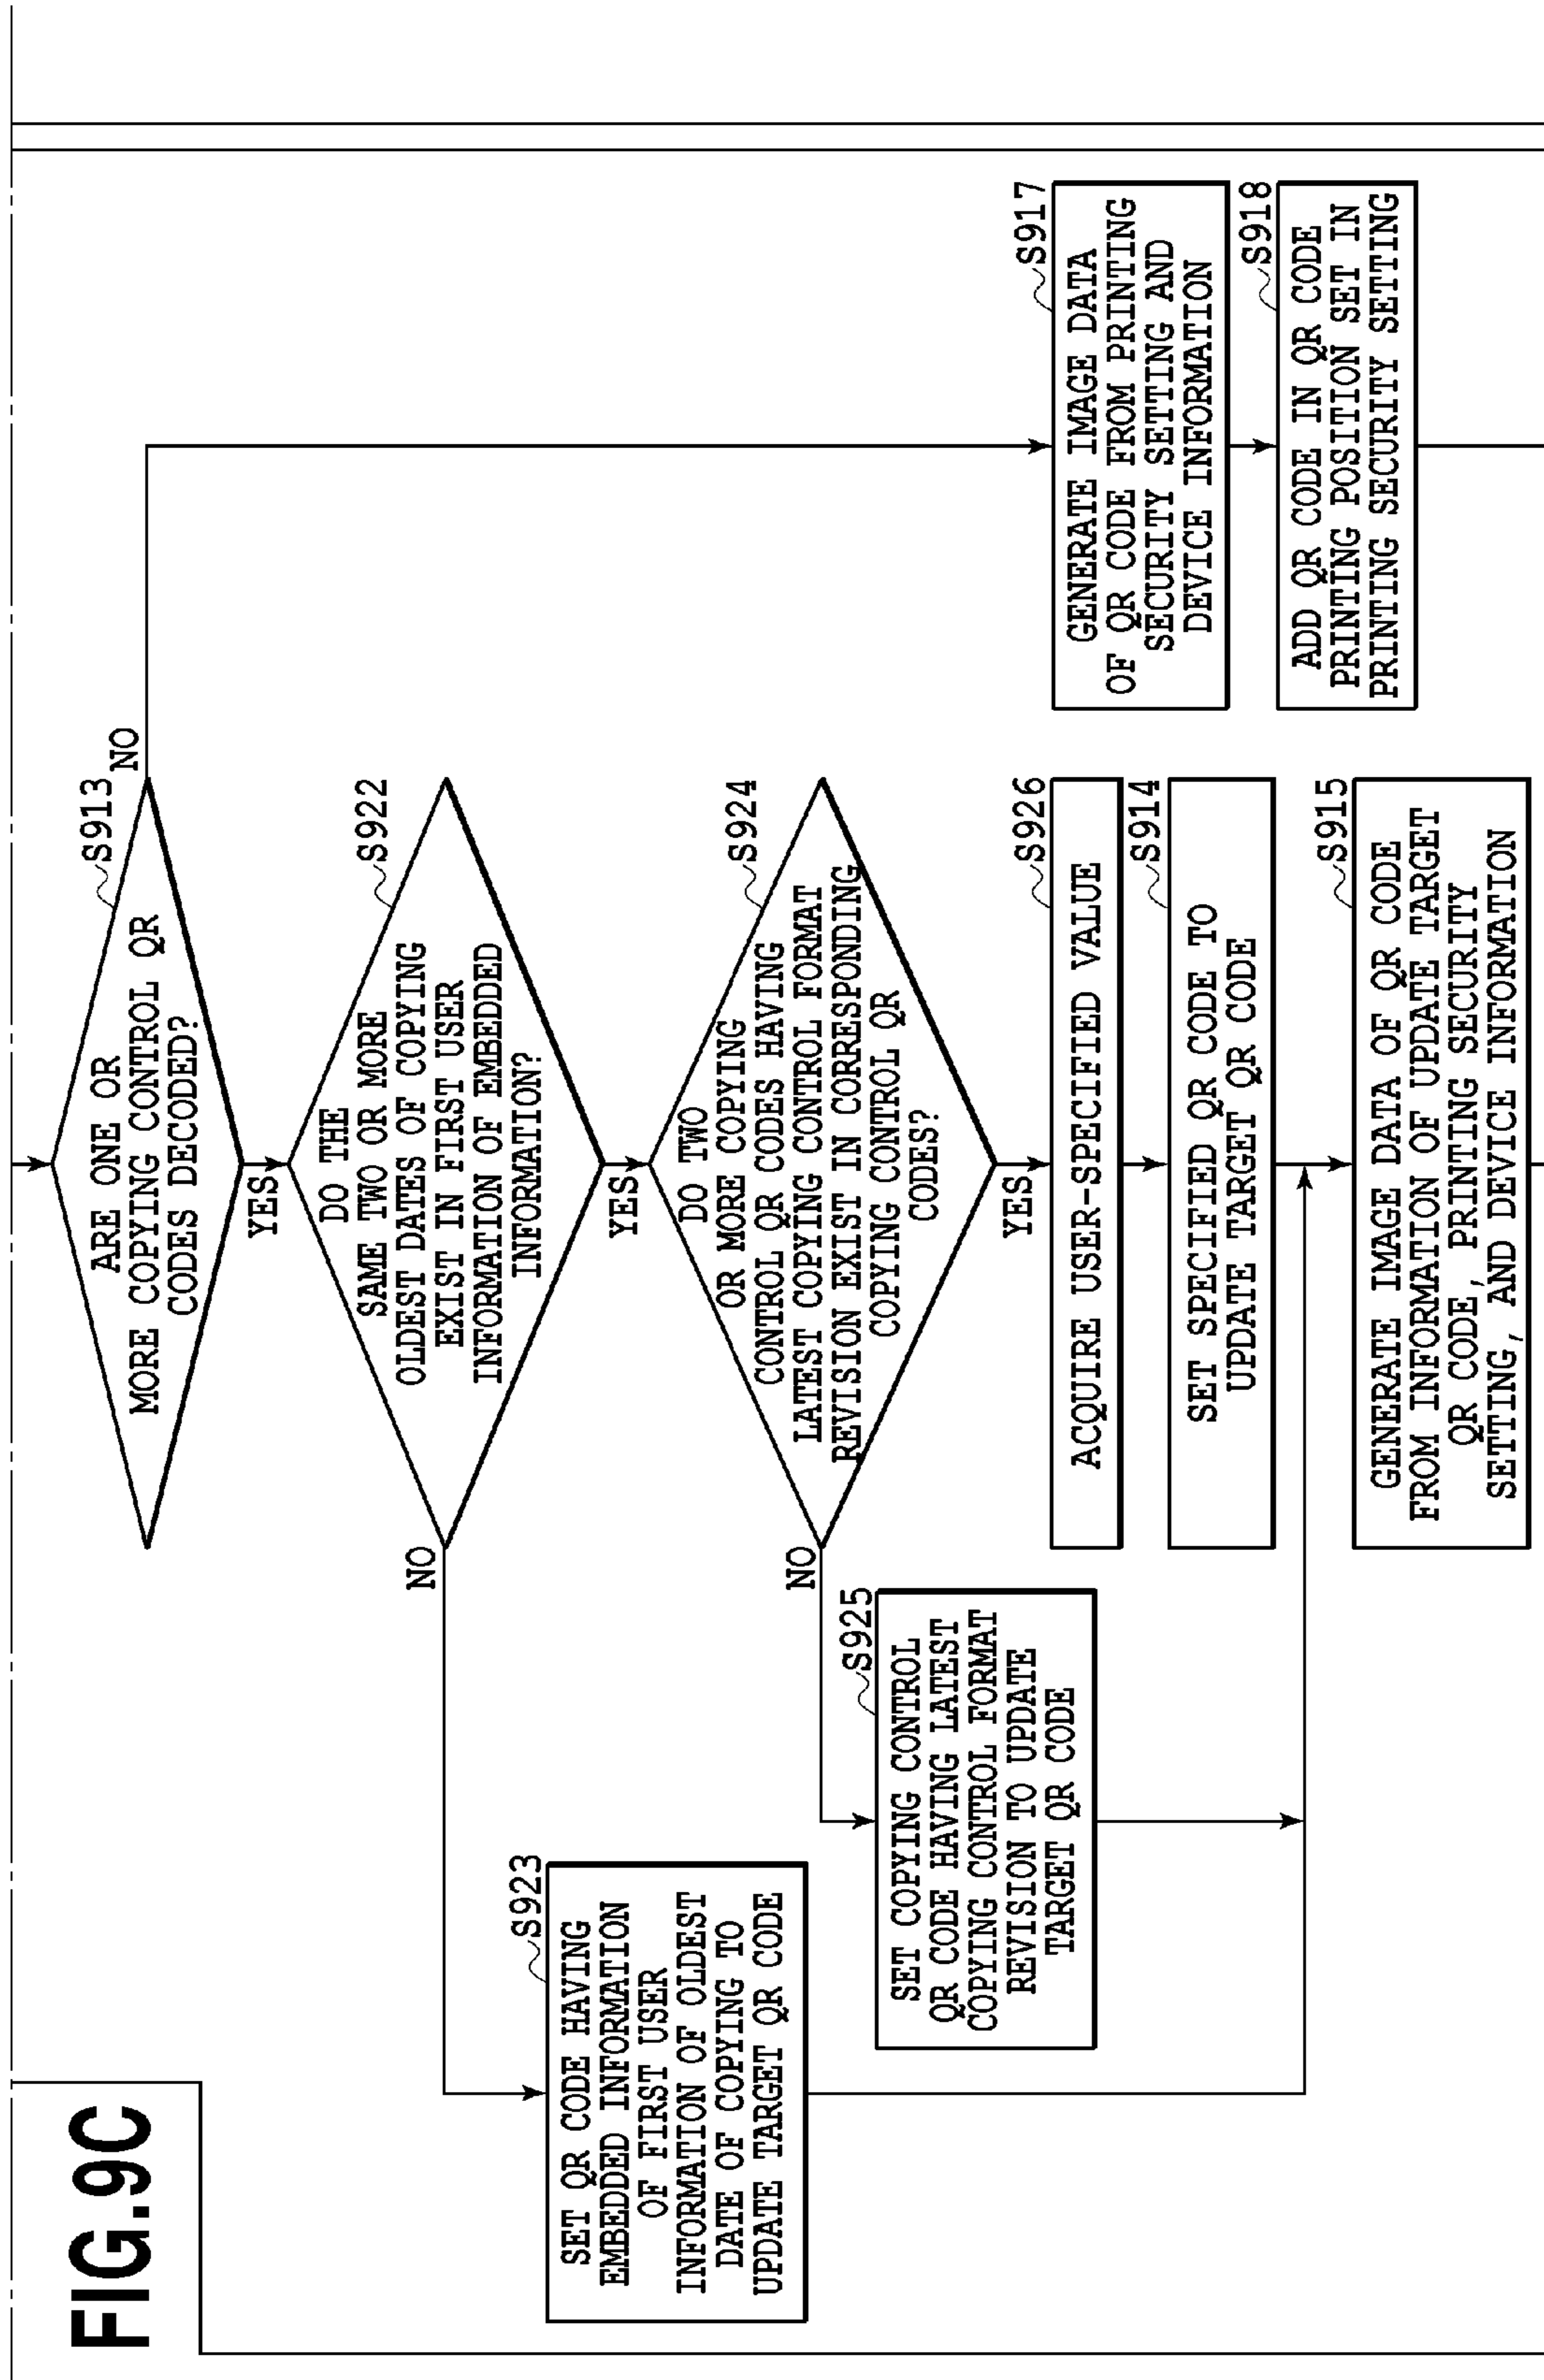 FIG.9C
S913
ARE ONE OR
MORE COPYING CONTROL QR
CODES DECODED?
NO
YES
S922
DO THE
SAME TWO OR MORE
OLDEST DATES OF COPYING
EXIST IN FIRST USER
INFORMATION OF EMBEDDED
INFORMATION?
NO
YES
S923
SET QR CODE HAVING
EMBEDDED INFORMATION
OF FIRST USER
INFORMATION OF OLDEST
DATE OF COPYING TO
UPDATE TARGET QR CODE
S924
DO TWO
OR MORE COPYING
CONTROL QR CODES HAVING
LATEST COPYING CONTROL FORMAT
REVISION EXIST IN CORRESPONDING
COPYING CONTROL QR
CODES?
NO
YES
S925
SET COPYING CONTROL
QR CODE HAVING LATEST
COPYING CONTROL FORMAT
REVISION TO UPDATE
TARGET QR CODE
S926
ACQUIRE USER-SPECIFIED VALUE
S914
SET SPECIFIED QR CODE TO
UPDATE TARGET QR CODE
S915
GENERATE IMAGE DATA OF QR CODE
FROM INFORMATION OF UPDATE TARGET
QR CODE, PRINTING SECURITY
SETTING, AND DEVICE INFORMATION
S917
GENERATE IMAGE DATA
OF QR CODE FROM PRINTING
SECURITY SETTING AND
DEVICE INFORMATION
S918
ADD QR CODE IN QR CODE
PRINTING POSITION SET IN
PRINTING SECURITY SETTING